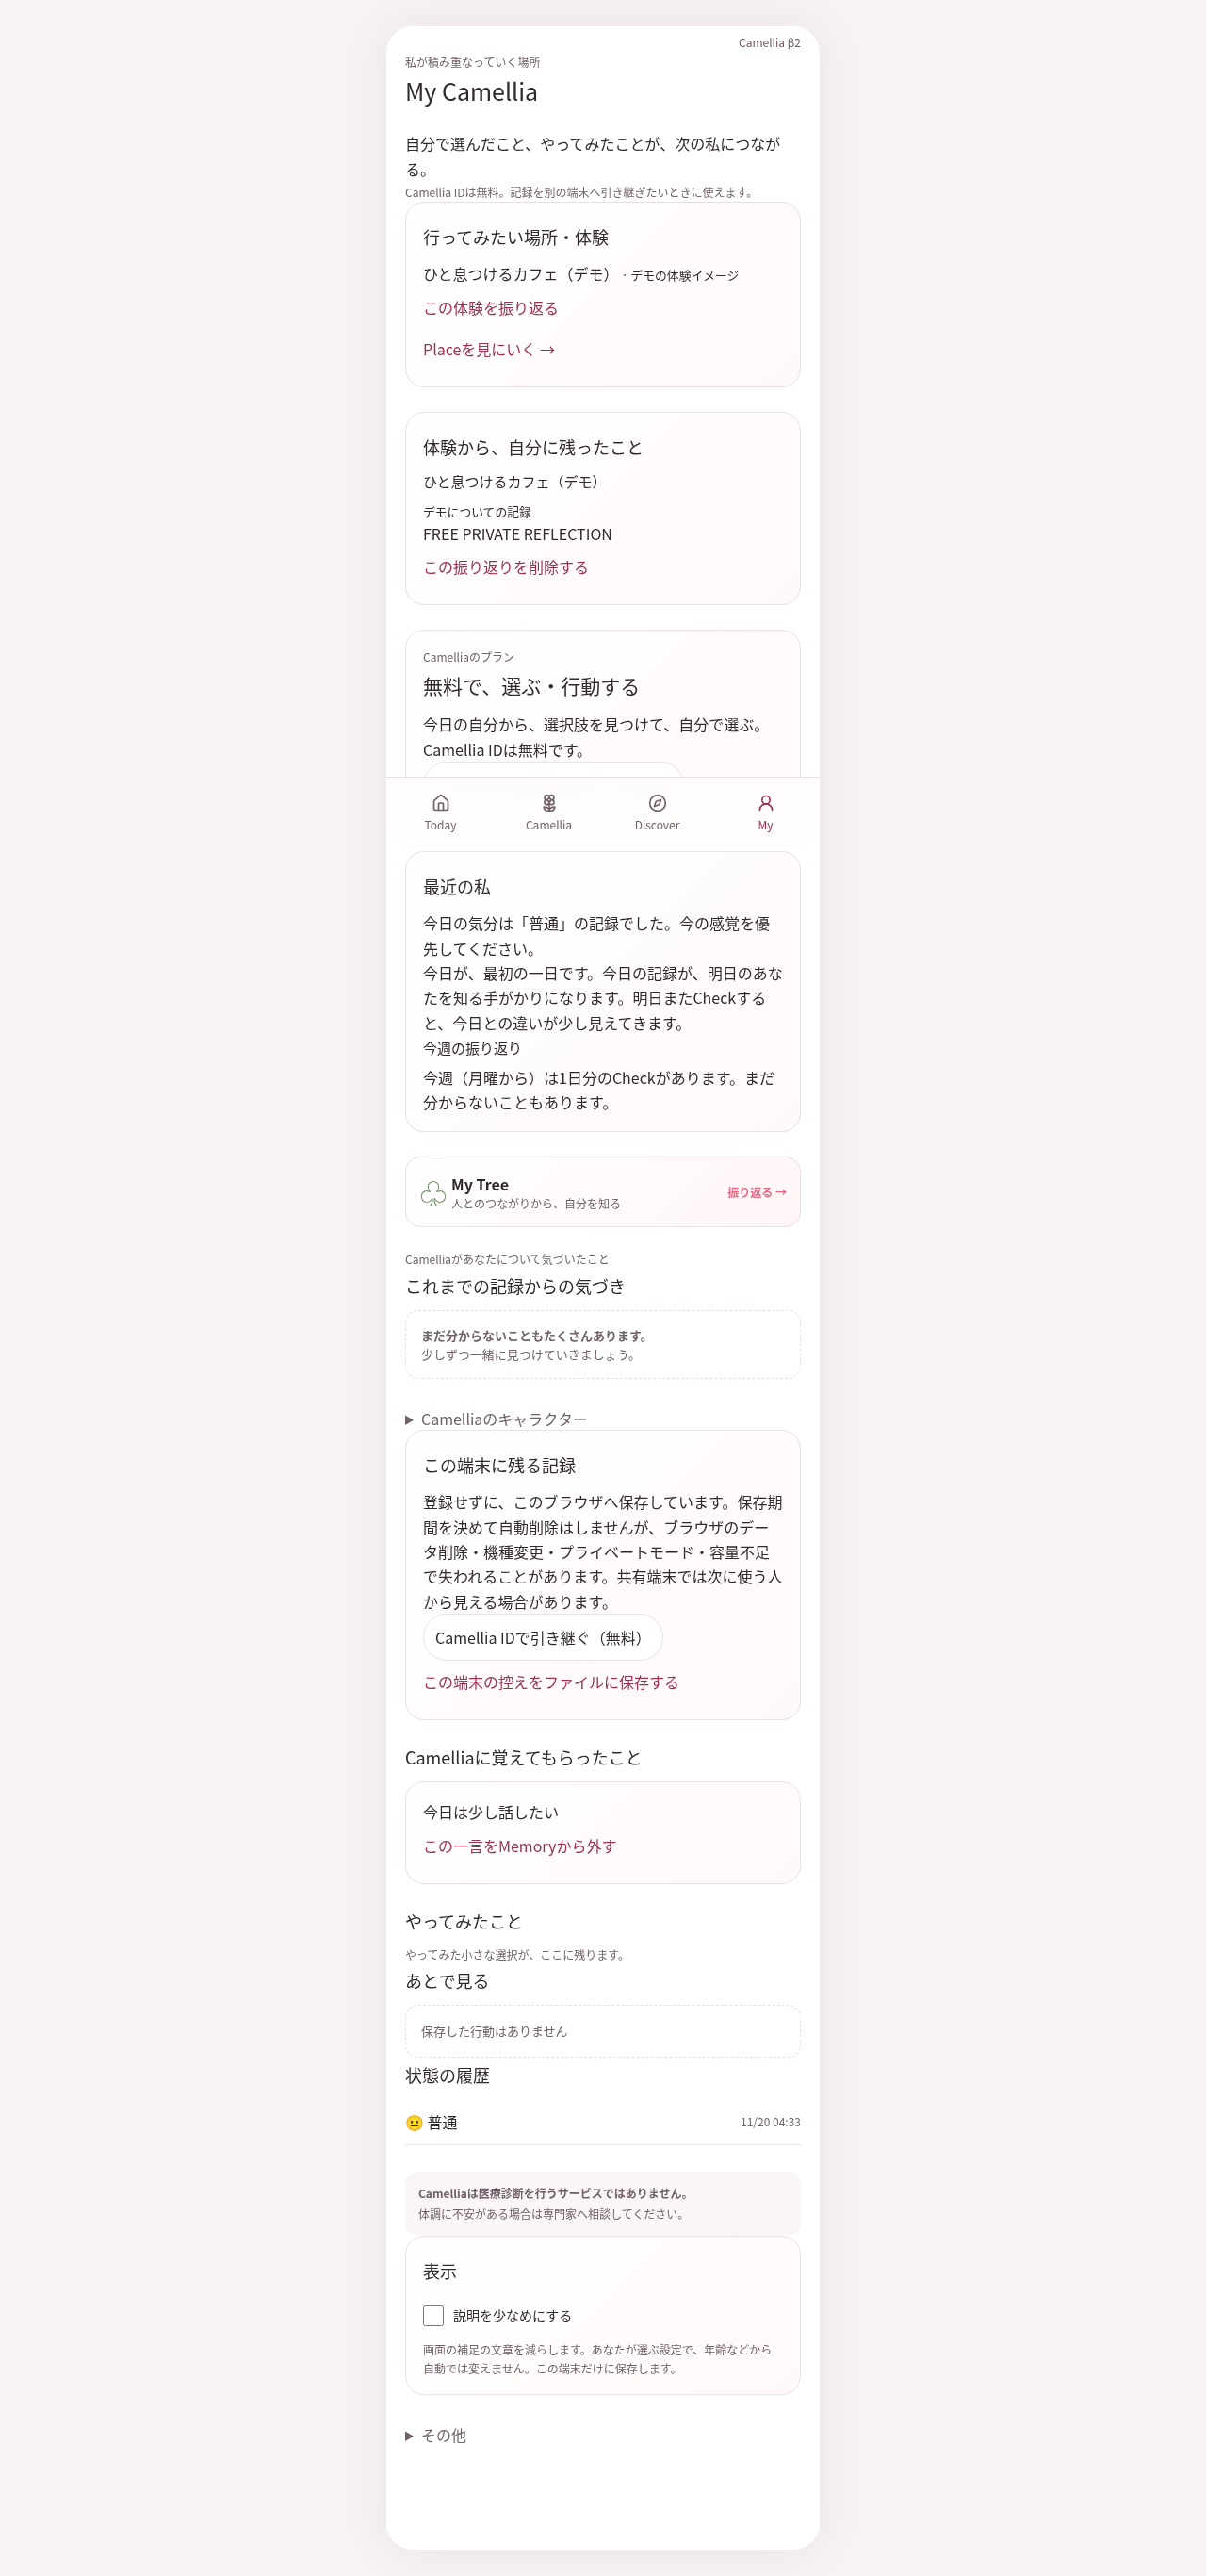 Camellia β2
私が積み重なっていく場所
My Camellia
自分で選んだこと、やってみたことが、次の私につなが
る。
Camellia IDは無料。記録を別の端末へ引き継ぎたいときに使えます。
行ってみたい場所・体験
ひと息つけるカフェ（デモ） · デモの体験イメージ
この体験を振り返る
Placeを見にいく →
体験から、自分に残ったこと
ひと息つけるカフェ（デモ）
デモについての記録
FREE PRIVATE REFLECTION
この振り返りを削除する
Camelliaのプラン
無料で、選ぶ・行動する
今日の自分から、選択肢を見つけて、自分で選ぶ。
Camellia IDは無料です。
Today
Camellia
Discover
My
最近の私
今日の気分は「普通」の記録でした。今の感覚を優
先してください。
今日が、最初の一日です。今日の記録が、明日のあな
たを知る手がかりになります。明日またCheckする
と、今日との違いが少し見えてきます。
今週の振り返り
今週（月曜から）は1日分のCheckがあります。まだ
分からないこともあります。
My Tree
人とのつながりから、自分を知る
振り返る →
Camelliaがあなたについて気づいたこと
これまでの記録からの気づき
まだ分からないこともたくさんあります。
少しずつ一緒に見つけていきましょう。
Camelliaのキャラクター
この端末に残る記録
登録せずに、このブラウザへ保存しています。保存期
間を決めて自動削除はしませんが、ブラウザのデー
タ削除・機種変更・プライベートモード・容量不足
で失われることがあります。共有端末では次に使う人
から見える場合があります。
Camellia IDで引き継ぐ（無料）
この端末の控えをファイルに保存する
Camelliaに覚えてもらったこと
今日は少し話したい
この一言をMemoryから外す
やってみたこと
やってみた小さな選択が、ここに残ります。
あとで見る
保存した行動はありません
状態の履歴
😐 普通
11/20 04:33
Camelliaは医療診断を行うサービスではありません。
体調に不安がある場合は専門家へ相談してください。
表示
説明を少なめにする
画面の補足の文章を減らします。あなたが選ぶ設定で、年齢などから
自動では変えません。この端末だけに保存します。
その他